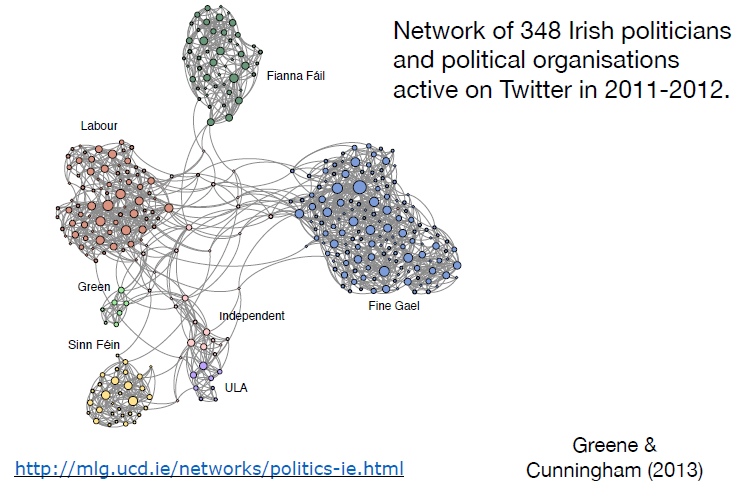 Network of 348 Irish politicians
and political organisations
active on Twitter in 2011-2012.
Fianna Fáil
Labour
Green
Independent
Fine Gael
Sinn Féin
ULA
http://mlg.ucd.ie/networks/politics-ie.html
Greene &
Cunningham (2013)